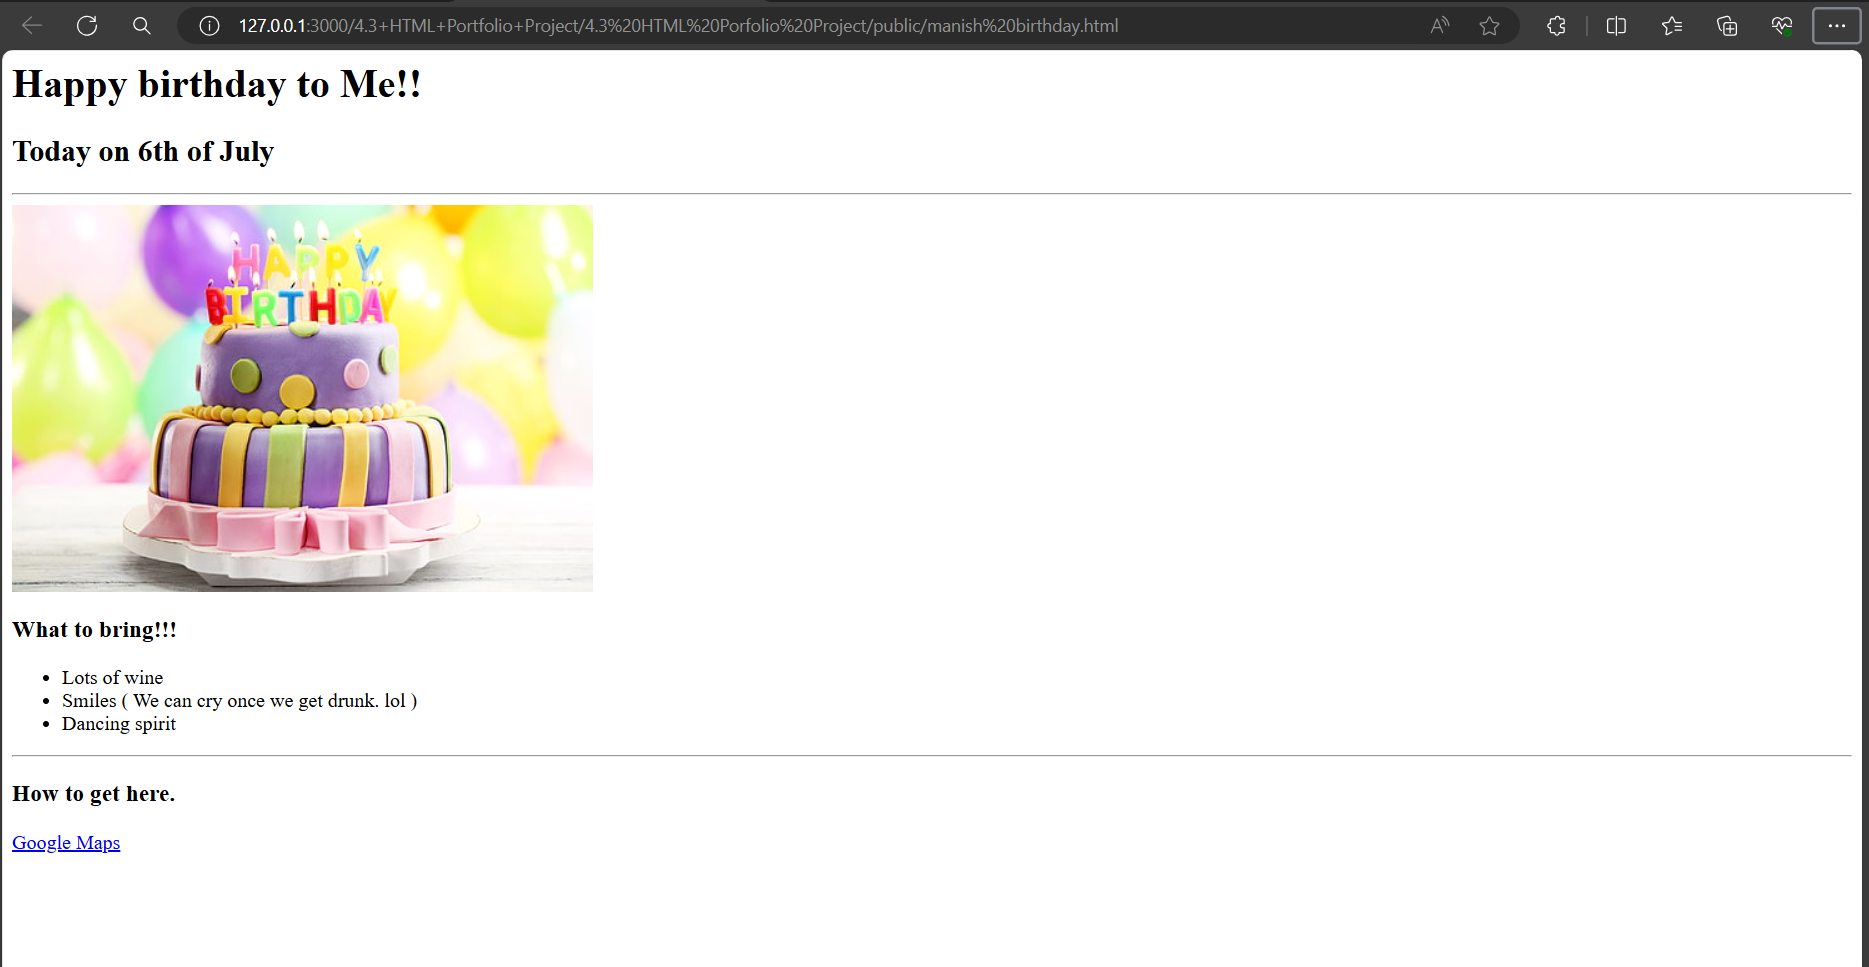 127.0.0.1:3000/4.3+HTML+Portfolio+Project/4.3%20HTML%20Porfolio%20Project/public/manish%20birthday.html
Happy birthday to Me!!
Today on 6th of July
HAPPY
BIRTHDAY
What to bring!!!
• Lots of wine
• Smiles ( We can cry once we get drunk. lol )
• Dancing spirit
How to get here.
Google Maps